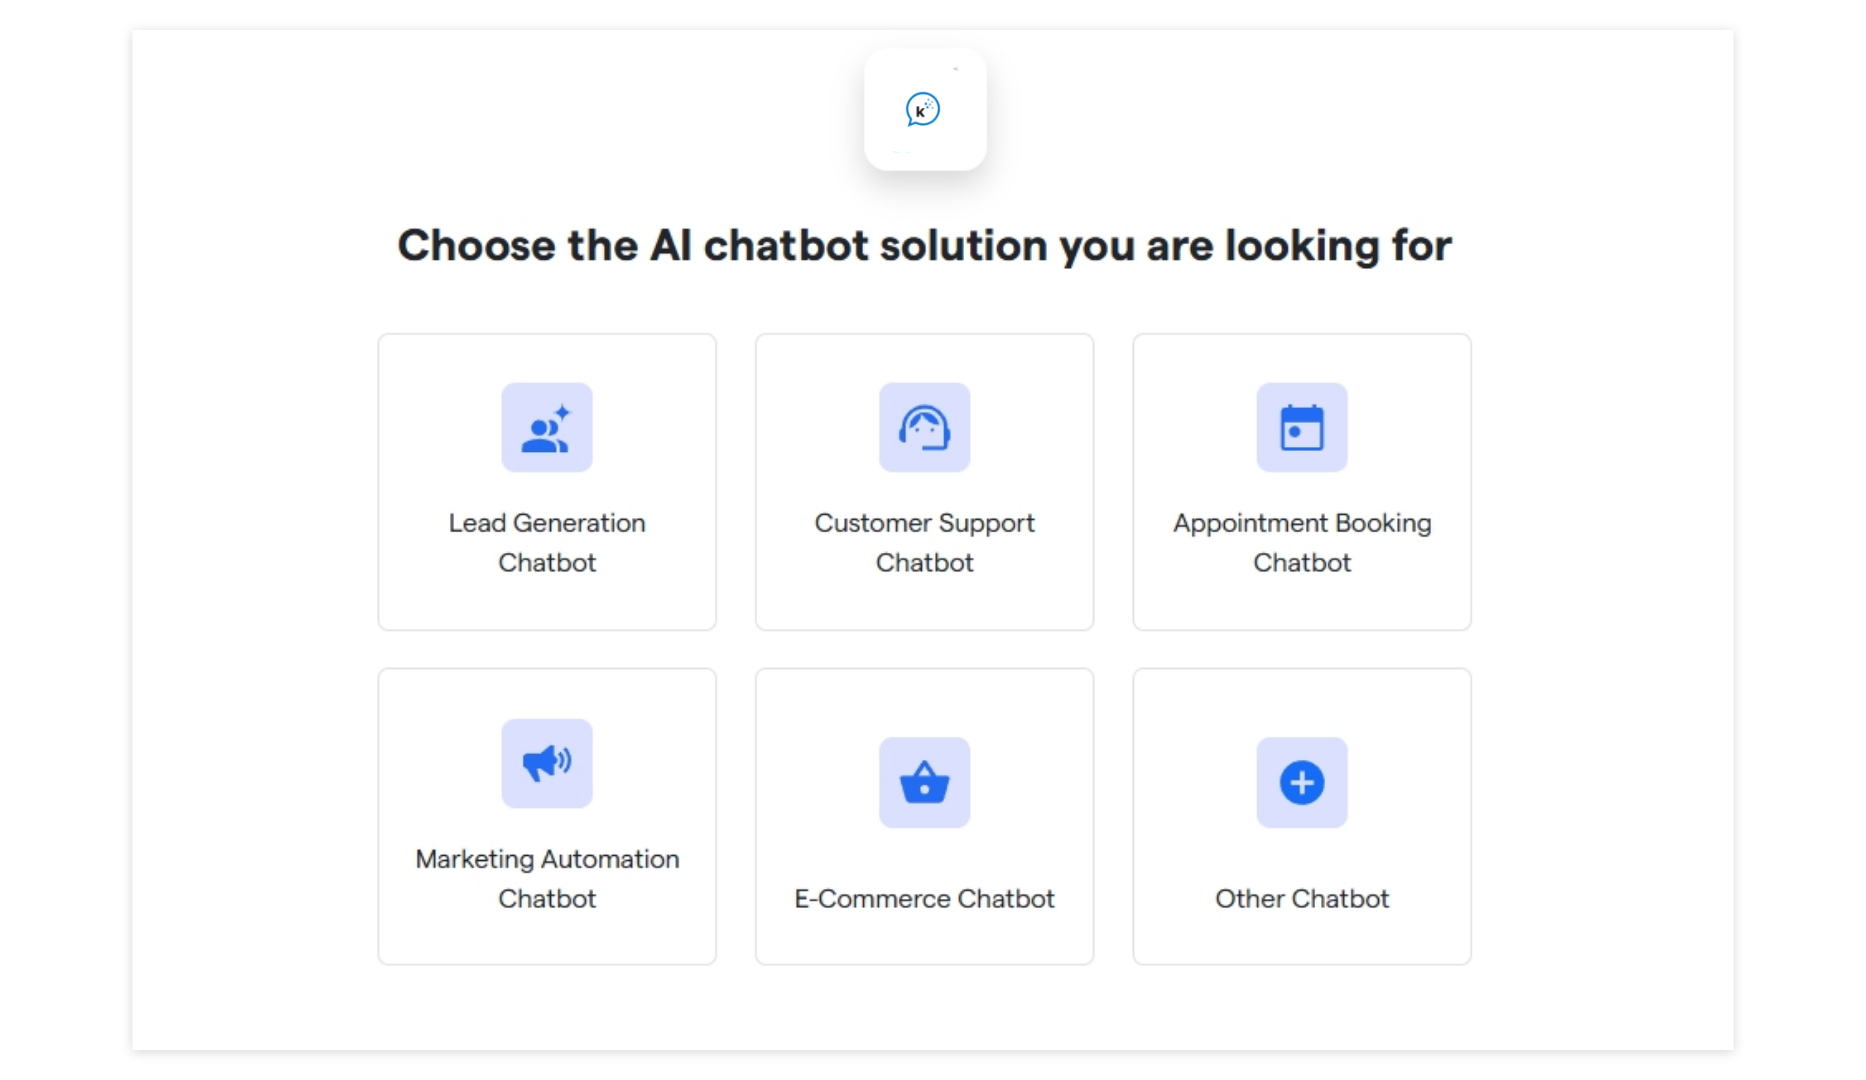 k
Choose the AI chatbot solution you are looking for
Lead Generation
Chatbot
Customer Support
Chatbot
Appointment Booking
Chatbot
Marketing Automation
Chatbot
E-Commerce Chatbot
Other Chatbot